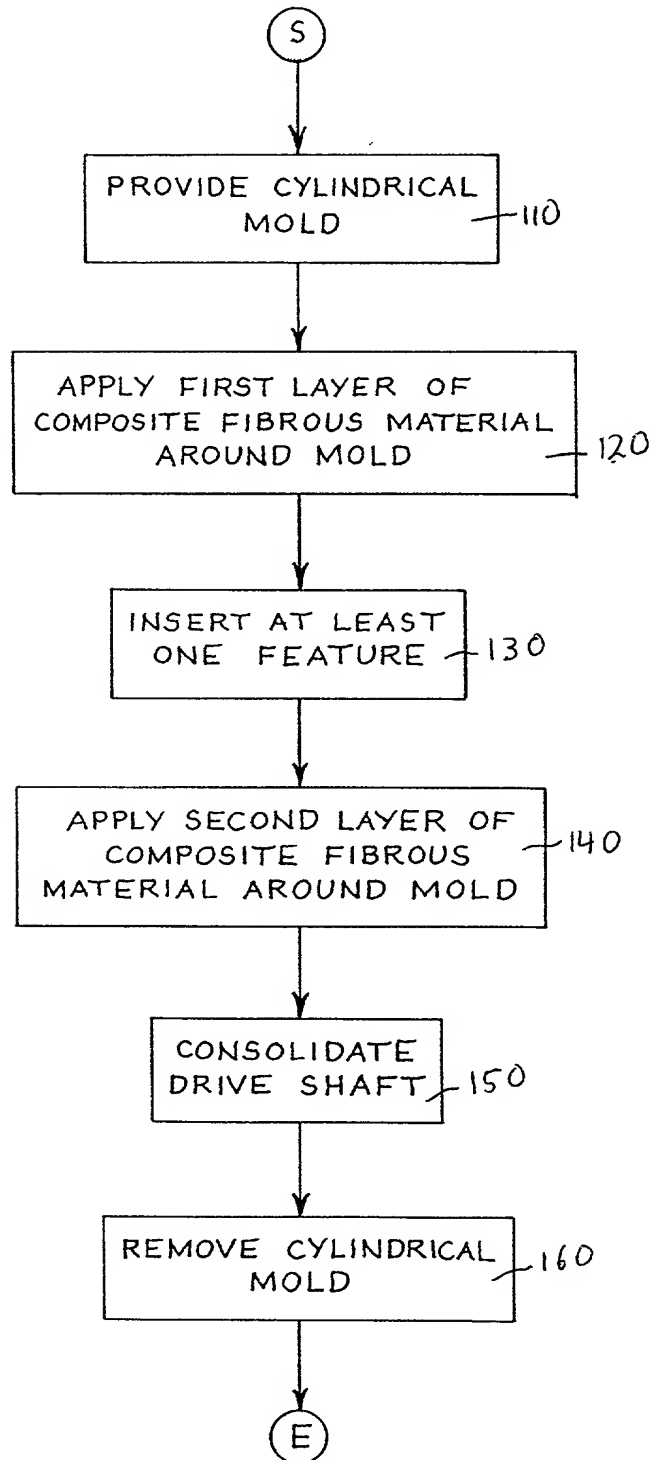 S
PROVIDE CYLINDRICAL
MOLD
110
APPLY FIRST LAYER OF
COMPOSITE FIBROUS MATERIAL
AROUND MOLD
120
INSERT AT LEAST
ONE FEATURE
130
APPLY SECOND LAYER OF
COMPOSITE FIBROUS
MATERIAL AROUND MOLD
140
CONSOLIDATE
DRIVE SHAFT
150
REMOVE CYLINDRICAL
MOLD
160
E